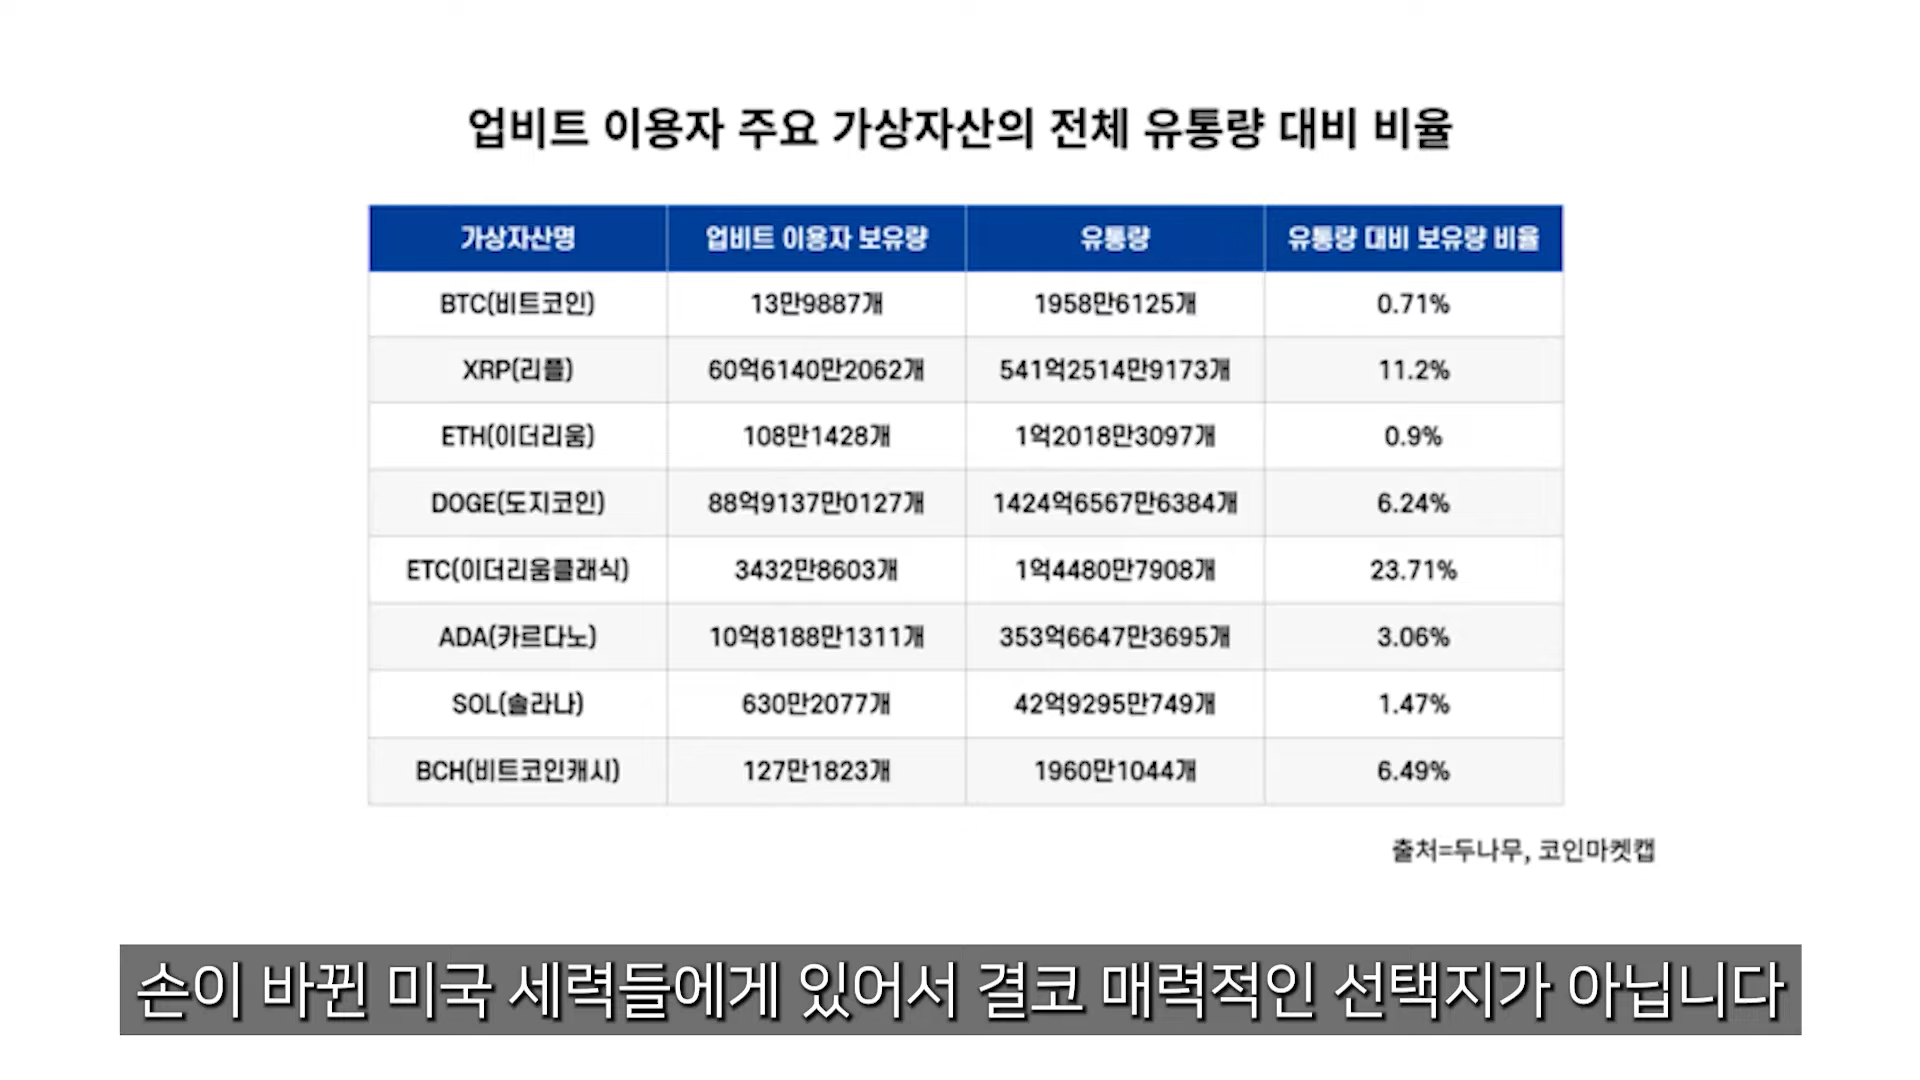 업비트 이용자 주요 가상자산의 전체 유통량 대비 비율
가상자산명 업비트 이용자 보유량 유통량 유통량 대비 보유량 비율
BTC(비트코인) 13만9887개 1958만6125개 0.71%
XRP(리플) 60억6140만2062개 541억2514만9173개 11.2%
ETH(이더리움) 108만1428개 1억2018만3097개 0.9%
DOGE(도지코인) 88억9137만0127개 1424억6567만6384개 6.24%
ETC(이더리움클래식) 3432만8603개 1억4480만7908개 23.71%
ADA(카르다노) 10억8188만1311개 353억6647만3695개 3.06%
SOL(솔라나) 630만2077개 42억9295만749개 1.47%
BCH(비트코인캐시) 127만1823개 1960만1044개 6.49%
출처=두나무, 코인마켓캡
손이 바뀐 미국 세력들에게 있어서 결코 매력적인 선택지가 아닙니다